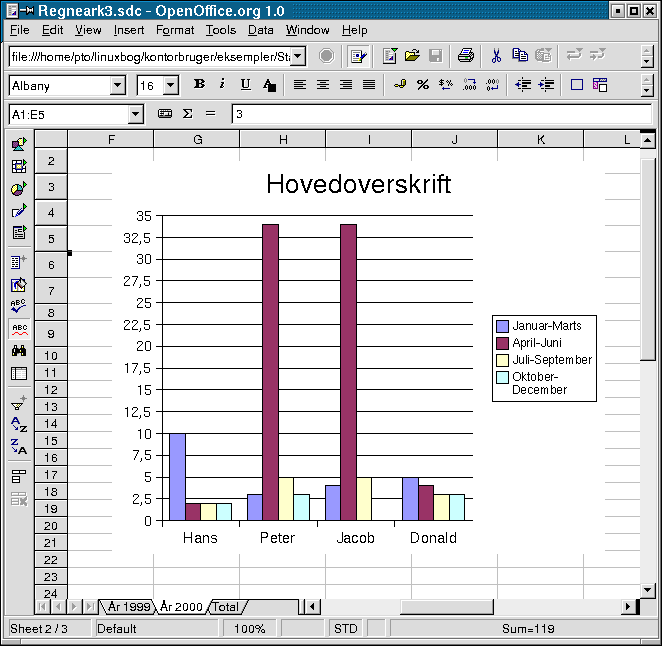 Regneark3.sdc - OpenOffice.org 1.0
File Edit View Insert Format Tools Data Window Help
file:///home/pto/linuxbog/kontorbruger/eksempler/Sta
Albany 16 B i U A % $% .000 .000
A1:E5 Σ = 3
F G H I J K L
2
3
4
5
6
7
8
9
10
11
12
13
14
15
16
17
18
19
20
21
22
23
24
Hovedoverskrift
35
32,5
30
27,5
25
22,5
20
17,5
15
12,5
10
7,5
5
2,5
0
Hans Peter Jacob Donald
Januar-Marts
April-Juni
Juli-September
Oktober-
December
ABC
ABC
A Z
Z A
År 1999 År 2000 Total
Sheet 2 / 3 Default 100% STD Sum=119